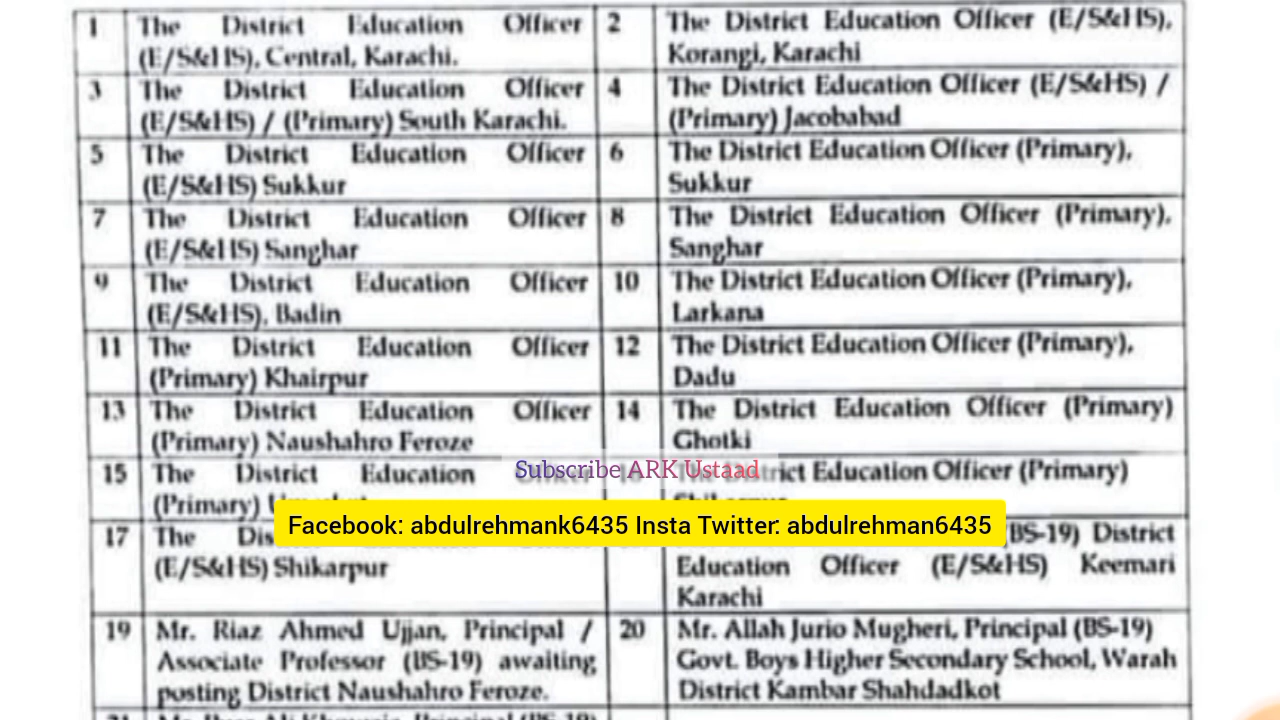 1 The District Education Officer
(E/S&HS), Central, Karachi.
2 The District Education Officer (E/S&HS),
Korangi, Karachi
3 The District Education Officer
(E/S&HS) / (Primary) South Karachi.
4 The District Education Officer (E/S&HS) /
(Primary) Jacobabad
5 The District Education Officer
(E/S&HS) Sukkur
6 The District Education Officer (Primary),
Sukkur
7 The District Education Officer
(E/S&HS) Sanghar
8 The District Education Officer (Primary),
Sanghar
9 The District Education Officer
(E/S&HS), Badin
10 The District Education Officer (Primary),
Larkana
11 The District Education Officer
(Primary) Khairpur
12 The District Education Officer (Primary),
Dadu
13 The District Education Officer
(Primary) Naushahro Feroze
14 The District Education Officer (Primary)
Ghotki
15 The District Education
(Primary)
Education Officer (Primary)
Subscribe ARK Ustaad
Facebook: abdulrehmank6435 Insta Twitter: abdulrehman6435
17 The
(E/S&HS) Shikarpur
(BS-19) District
Education Officer (E/S&HS) Keemari
Karachi
19 Mr. Riaz Ahmed Ujjan, Principal /
Associate Professor (BS-19) awaiting
posting District Naushahro Feroze.
20 Mr. Allah Jurio Mugheri, Principal (BS-19)
Govt. Boys Higher Secondary School, Warah
District Kambar Shahdadkot